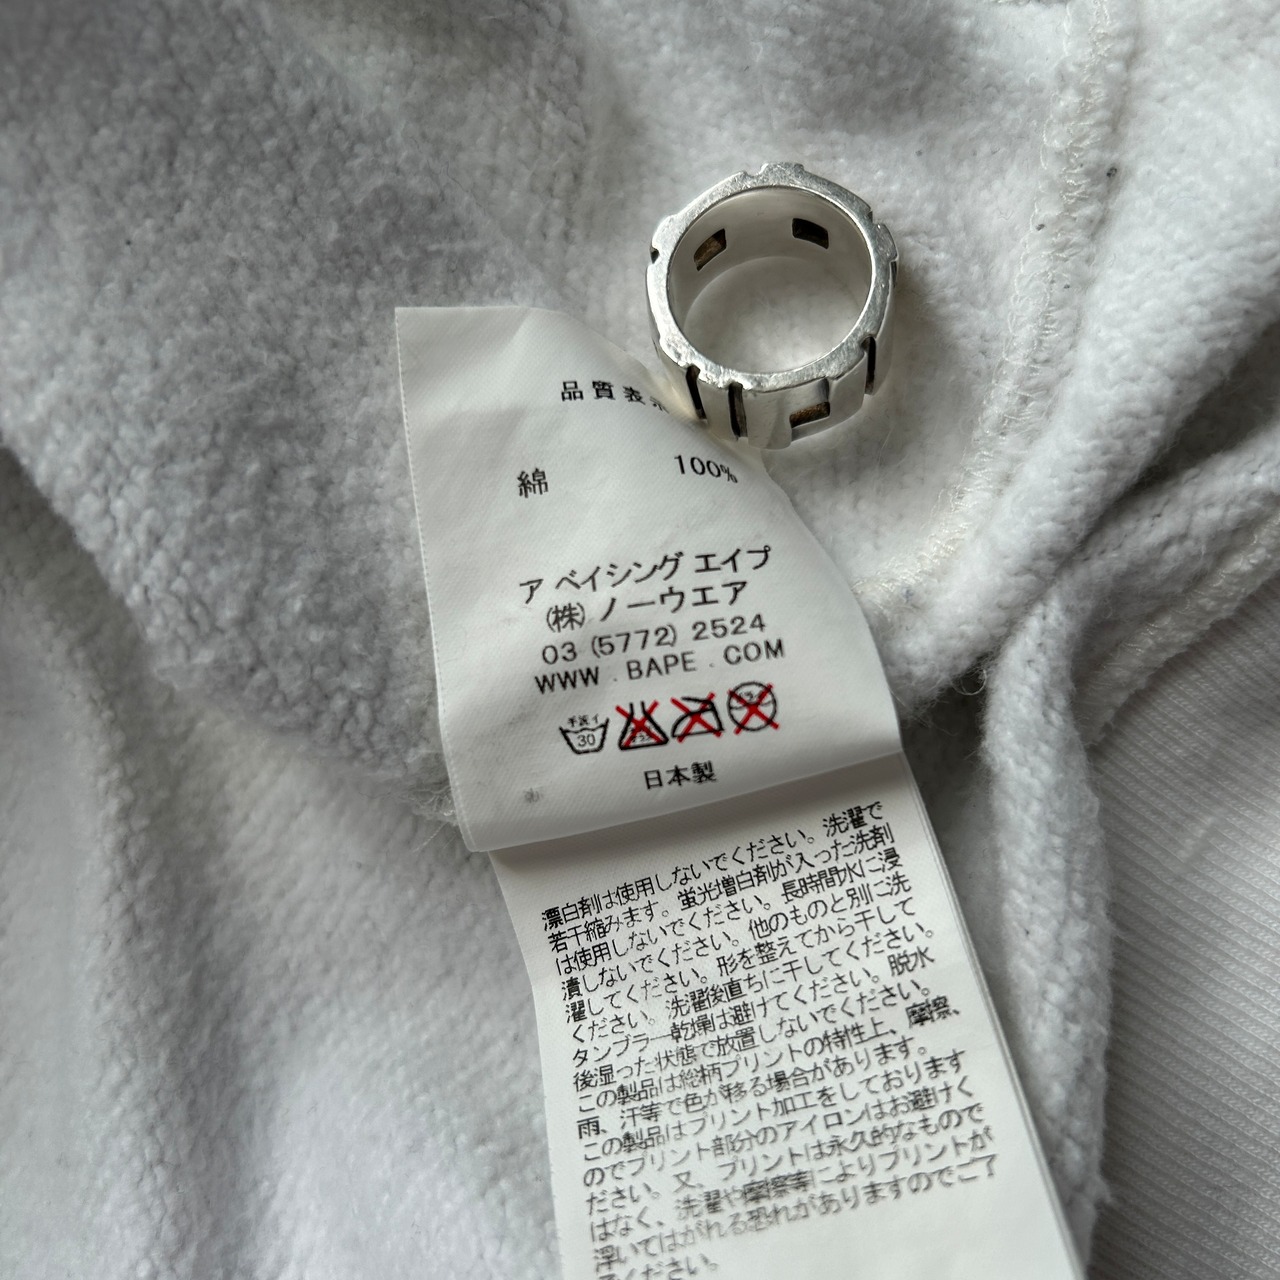 品質表示
綿 100%
ア ベイシング エイプ
㈱ ノーウエア
03 (5772) 2524
WWW . BAPE . COM
手洗イ
30
日本製
漂白剤は使用しないでください。洗濯で
若干縮みます。蛍光増白剤が入った洗剤
は使用しないでください。長時間水に浸
漬しないでください。他のものと別に洗
濯してください。形を整えてから干して
ください。洗濯後直ちに干してください。
タンブラー乾燥は避けてください。脱水
後湿った状態で放置しないでください。
この製品は総柄プリントの特性上、摩擦、
雨、汗等で色が移る場合があります。
この製品はプリント加工をしております
のでプリント部分のアイロンはお避けく
ださい。又、プリントは永久的なもので
はなく、洗濯や摩擦等によりプリントが
浮いてはがれる恐れがありますのでご了
ください。